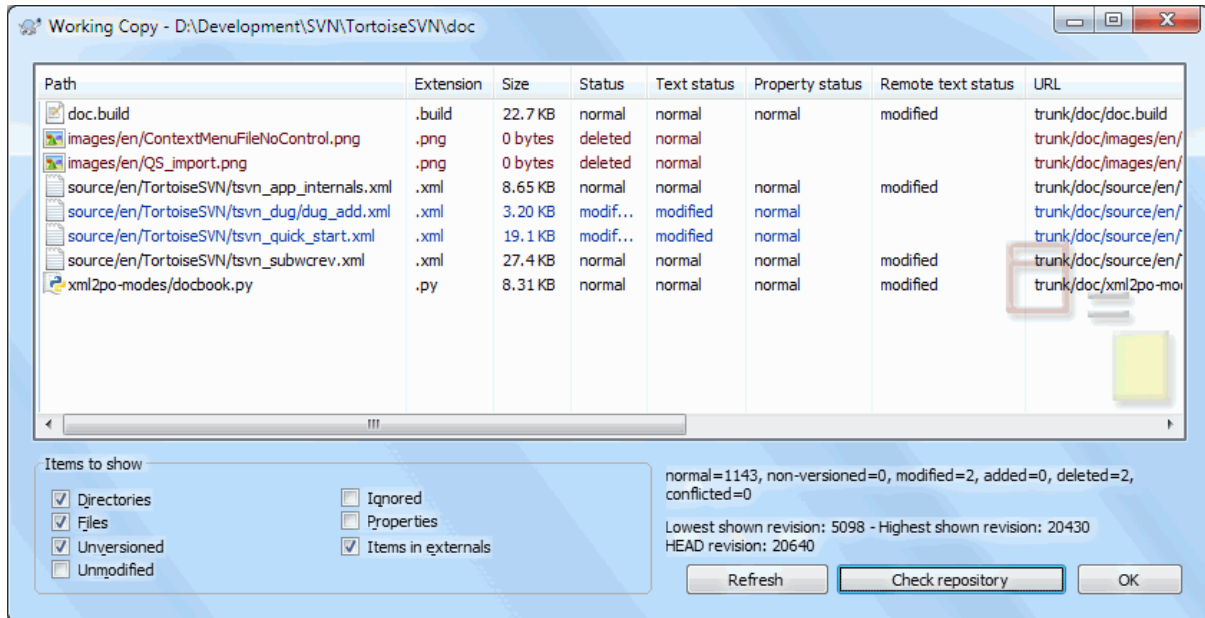 Working Copy - D:\Development\SVN\TortoiseSVN\doc
Path Extension Size Status Text status Property status Remote text status URL
doc.build .build 22.7 KB normal normal normal modified trunk/doc/doc.build
images/en/ContextMenuFileNoControl.png .png 0 bytes deleted normal trunk/doc/images/en/
images/en/QS_import.png .png 0 bytes deleted normal trunk/doc/images/en/
source/en/TortoiseSVN/tsvn_app_internals.xml .xml 8.65 KB normal normal normal modified trunk/doc/source/en/
source/en/TortoiseSVN/tsvn_dug/dug_add.xml .xml 3.20 KB modif... modified normal trunk/doc/source/en/
source/en/TortoiseSVN/tsvn_quick_start.xml .xml 19.1 KB modif... modified normal trunk/doc/source/en/
source/en/TortoiseSVN/tsvn_subwcrev.xml .xml 27.4 KB normal normal normal modified trunk/doc/source/en/
xml2po-modes/docbook.py .py 8.31 KB normal normal normal modified trunk/doc/xml2po-mo
Items to show
Directories Ignored
Files Properties
Unversioned Items in externals
Unmodified
normal=1143, non-versioned=0, modified=2, added=0, deleted=2,
conflicted=0
Lowest shown revision: 5098 - Highest shown revision: 20430
HEAD revision: 20640
Refresh Check repository OK